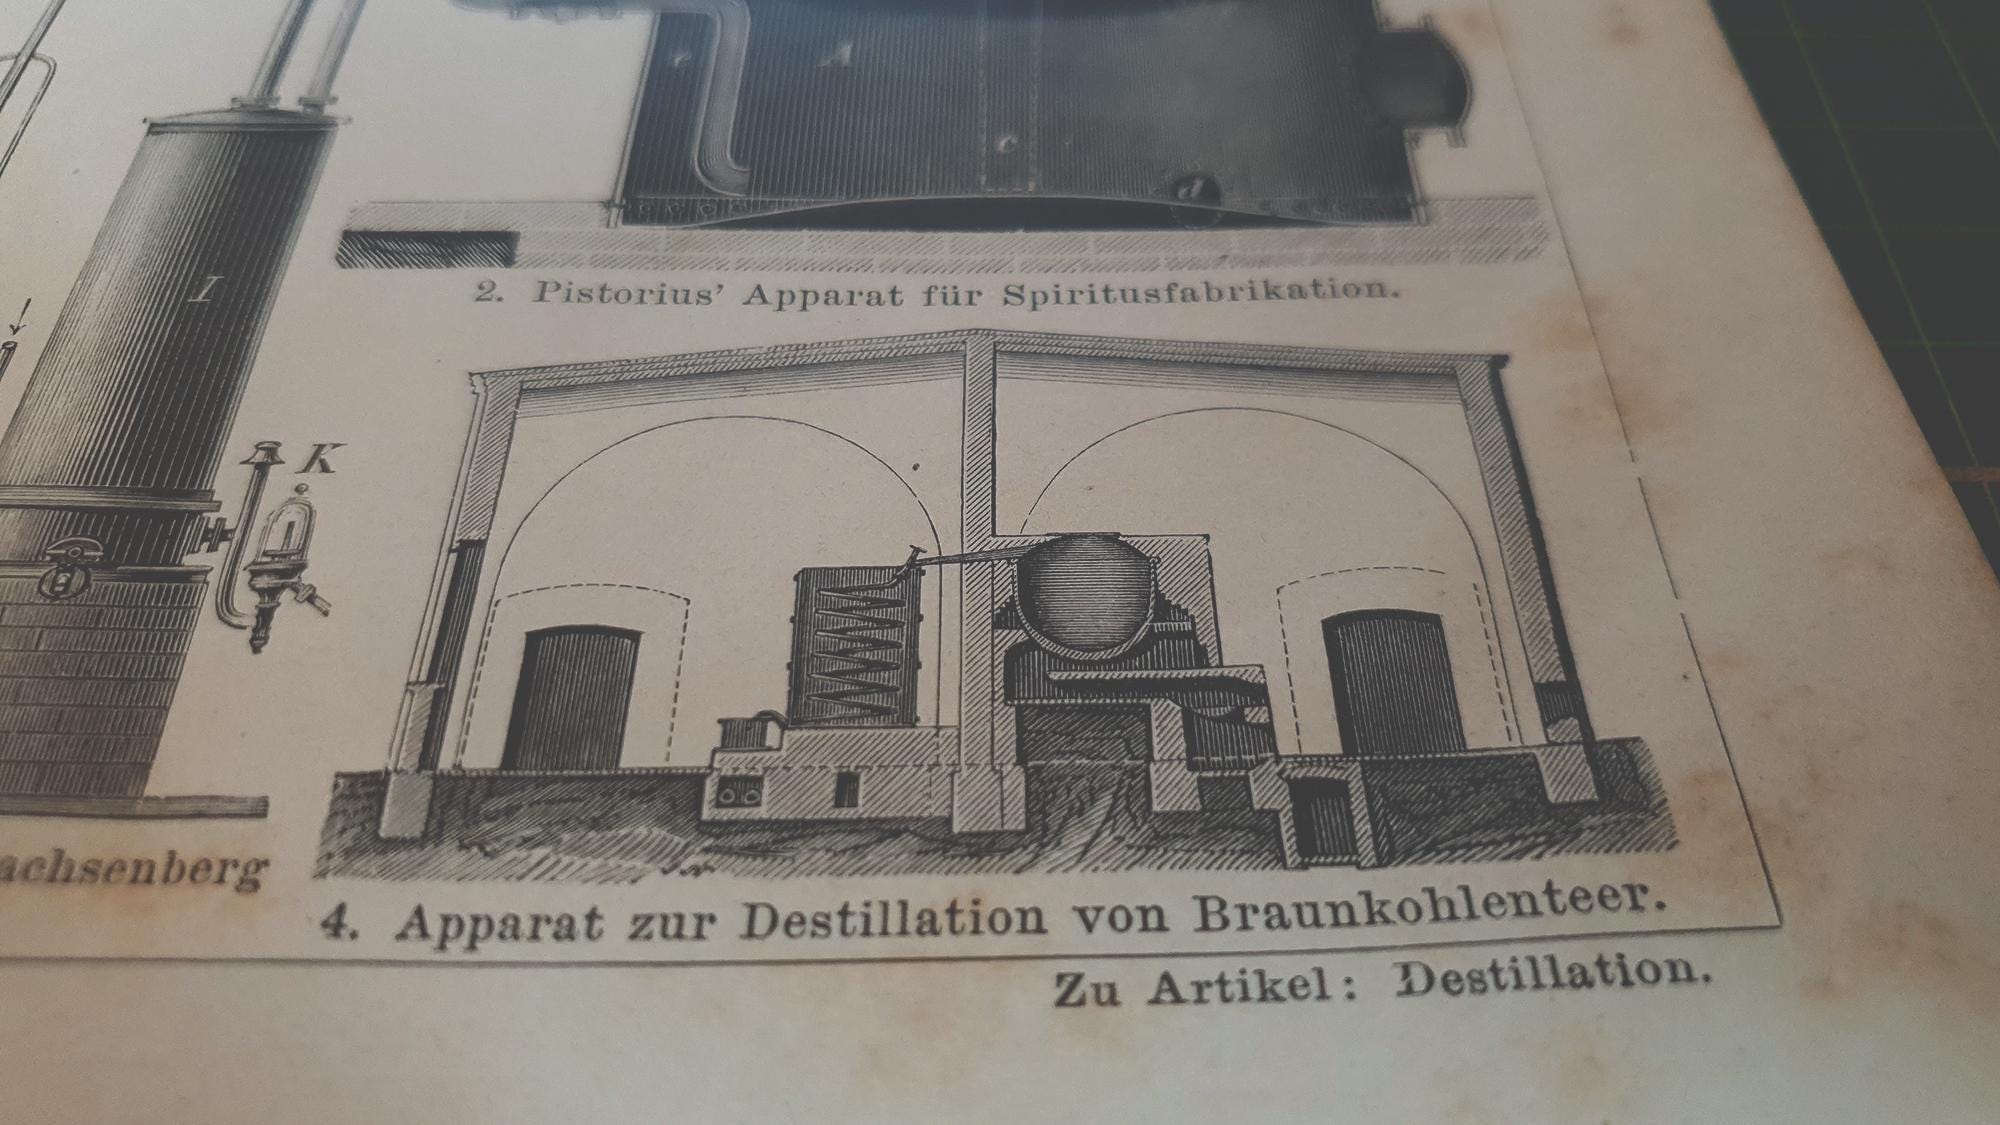 A
c
d
2. Pistorius' Apparat für Spiritusfabrikation.
I
K
achsenberg
4. Apparat zur Destillation von Braunkohlenteer.
Zu Artikel: Destillation.